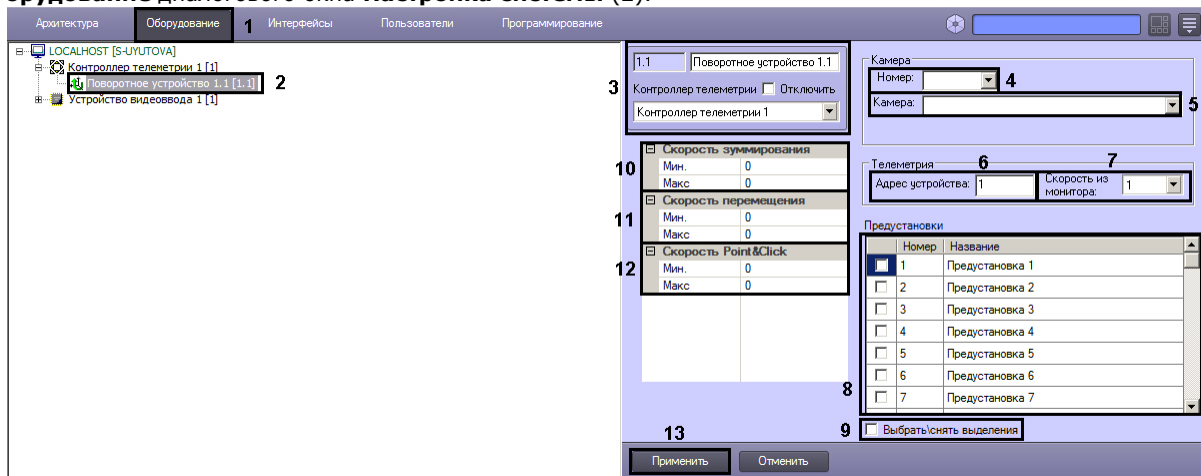 орудование диалогового окна Настройка системы (2).
Архитектура Оборудование 1 Интерфейсы Пользователи Программирование
LOCALHOST [S-UYUTOVA]
Контроллер телеметрии 1 [1]
Поворотное устройство 1.1 [1.1] 2
Устройство видеоввода 1 [1]
3
1.1 Поворотное устройство 1.1
Контроллер телеметрии Отключить
Контроллер телеметрии 1
10
Скорость зуммирования
Мин. 0
Макс 0
11
Скорость перемещения
Мин. 0
Макс 0
12
Скорость Point&Click
Мин. 0
Макс 0
Камера
Номер: 4
Камера: 5
Телеметрия 6 7
Адрес устройства: 1 Скорость из
монитора: 1
Предустановки
Номер Название
1 Предустановка 1
2 Предустановка 2
3 Предустановка 3
4 Предустановка 4
5 Предустановка 5
6 Предустановка 6
7 Предустановка 7
8
9 Выбрать\снять выделения
13
Применить Отменить